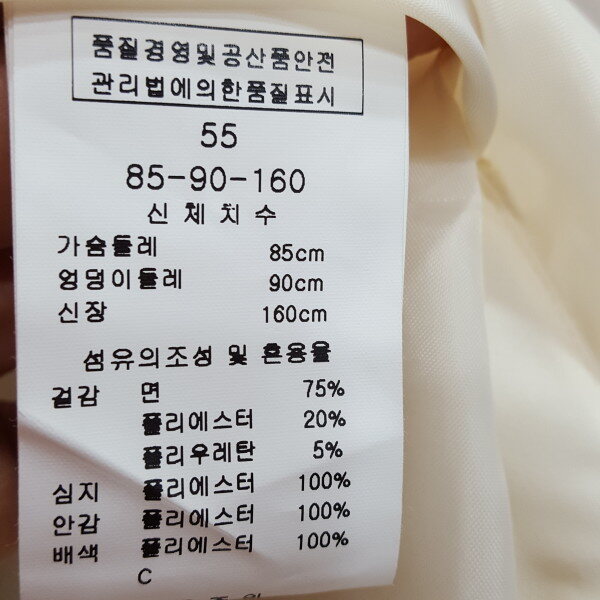 품질경영및공산품안전
관리법에의한품질표시
55
85-90-160
신 체 치 수
가슴둘레 85cm
엉덩이둘레 90cm
신장 160cm
섬유의조성 및 혼용율
겉감 면 75%
폴리에스터 20%
폴리우레탄 5%
심지 폴리에스터 100%
안감 폴리에스터 100%
배색 폴리에스터 100%
C